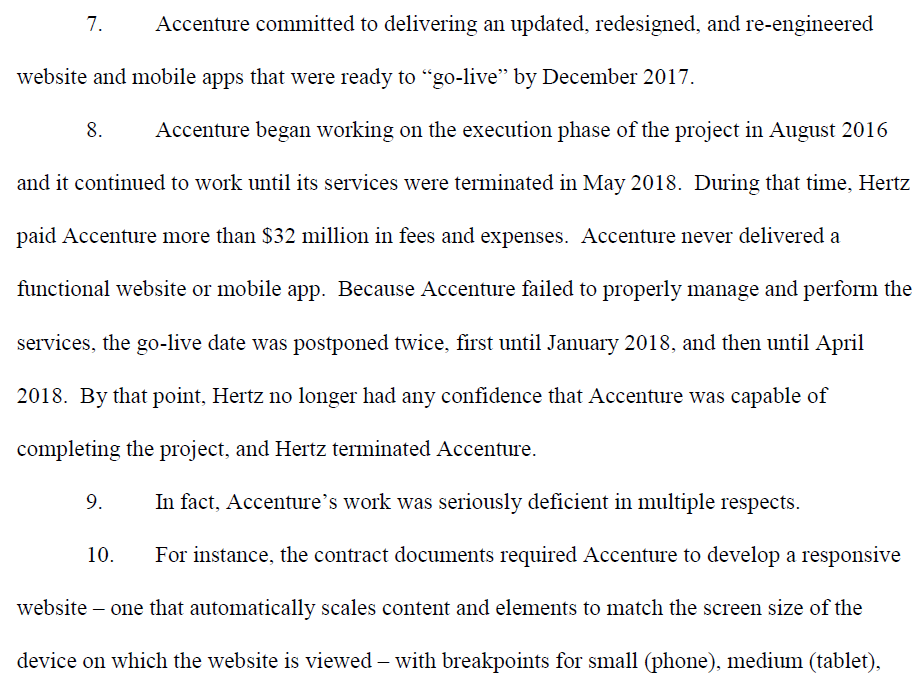 7. Accenture committed to delivering an updated, redesigned, and re-engineered
website and mobile apps that were ready to “go-live” by December 2017.
8. Accenture began working on the execution phase of the project in August 2016
and it continued to work until its services were terminated in May 2018.  During that time, Hertz
paid Accenture more than $32 million in fees and expenses.  Accenture never delivered a
functional website or mobile app.  Because Accenture failed to properly manage and perform the
services, the go-live date was postponed twice, first until January 2018, and then until April
2018.  By that point, Hertz no longer had any confidence that Accenture was capable of
completing the project, and Hertz terminated Accenture.
9. In fact, Accenture’s work was seriously deficient in multiple respects.
10. For instance, the contract documents required Accenture to develop a responsive
website – one that automatically scales content and elements to match the screen size of the
device on which the website is viewed – with breakpoints for small (phone), medium (tablet),